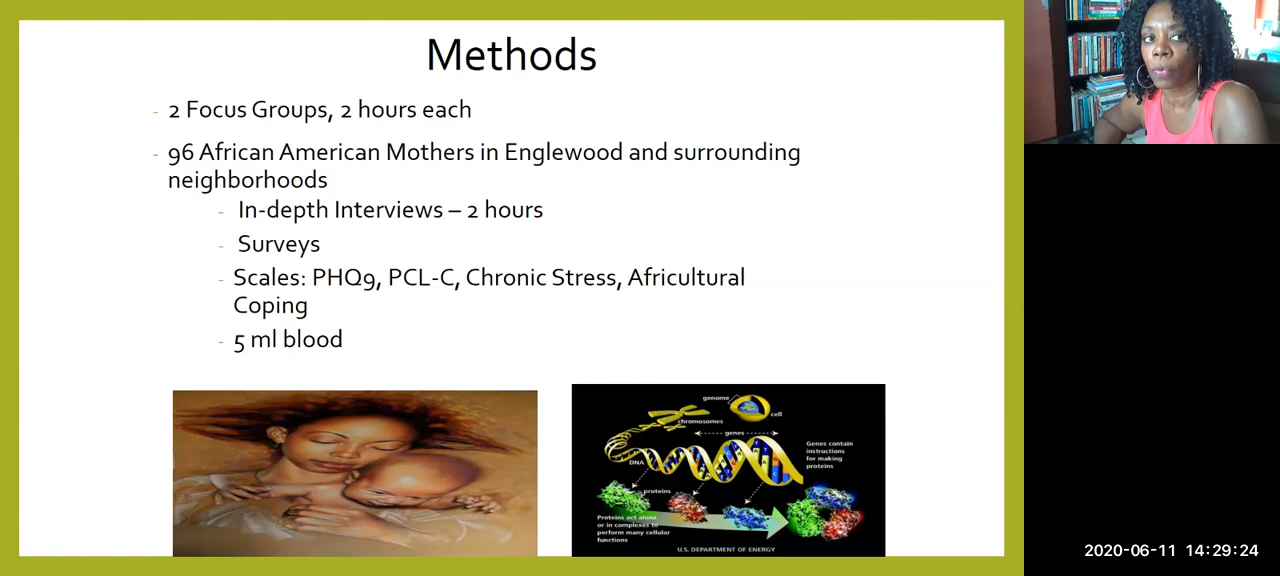 Methods
- 2 Focus Groups, 2 hours each
- 96 African American Mothers in Englewood and surrounding
neighborhoods
- In-depth Interviews – 2 hours
- Surveys
- Scales: PHQ9, PCL-C, Chronic Stress, Africultural
Coping
- 5 ml blood
genome
cell
chromosomes
genes
Genes contain
instructions
for making
proteins
DNA
proteins
Proteins act alone
or in complexes to
perform many cellular
functions
U.S. DEPARTMENT OF ENERGY
2020-06-11 14:29:24